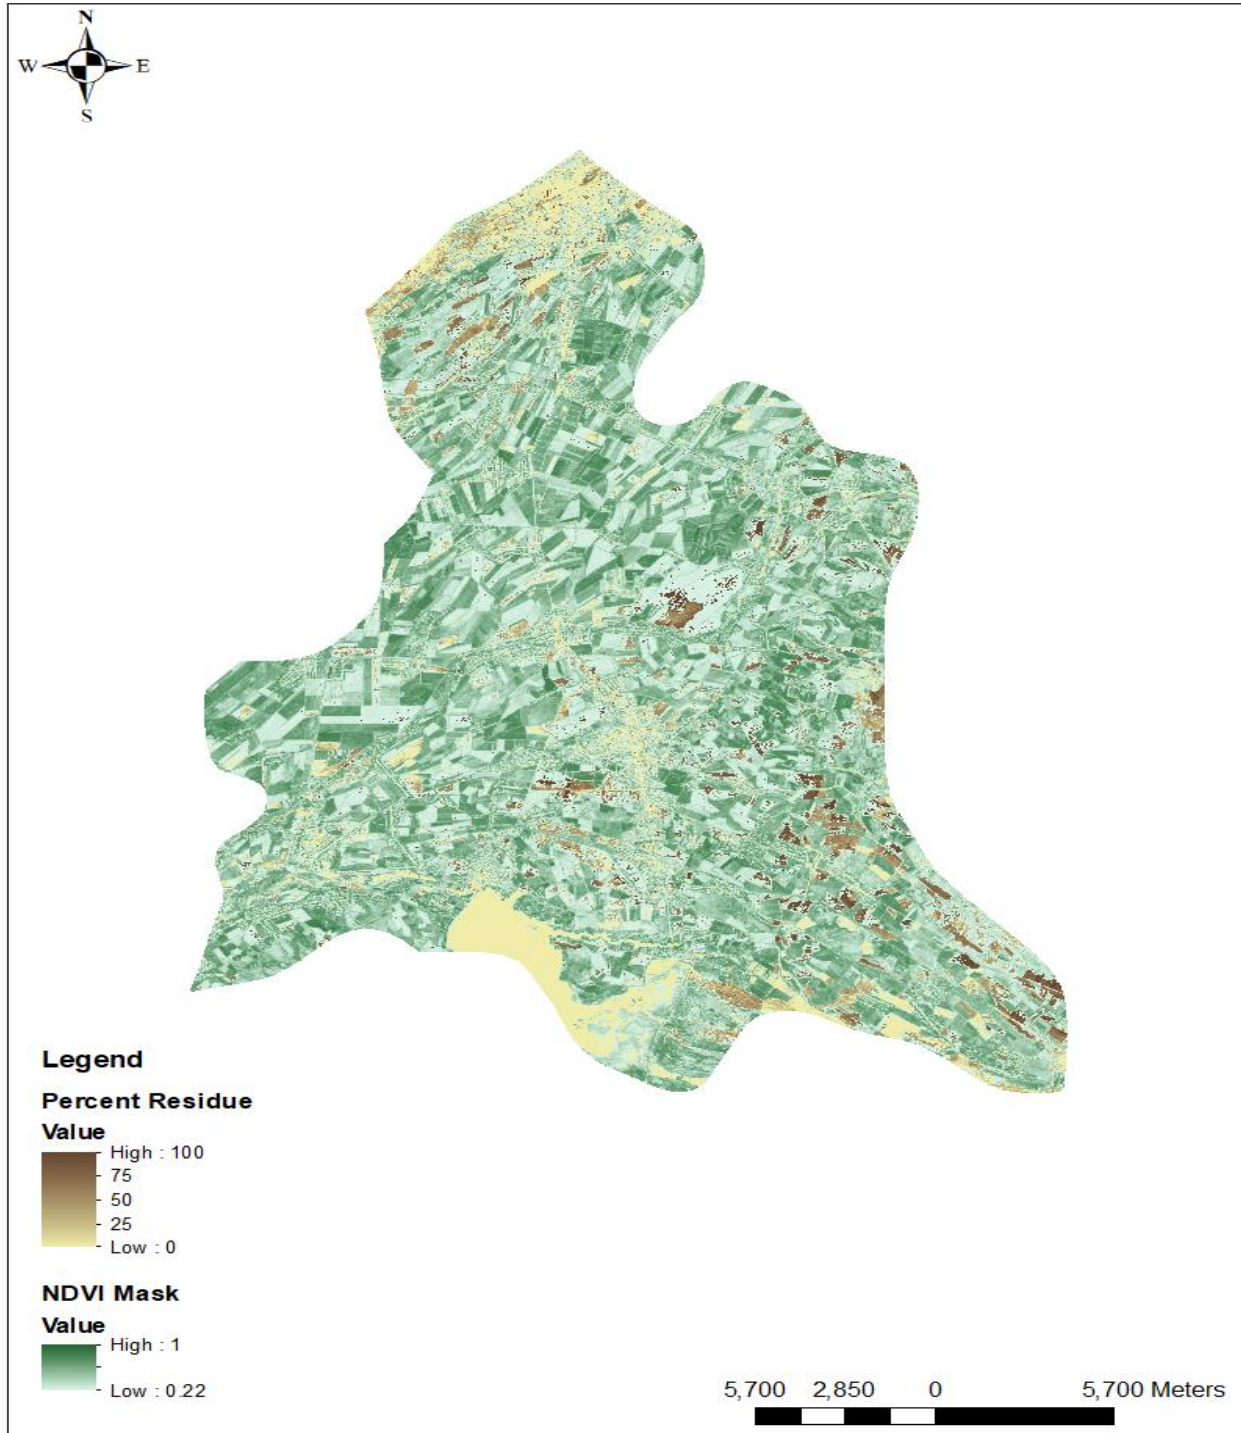 N
W E
S
Legend
Percent Residue
Value
High : 100
75
50
25
Low : 0
NDVI Mask
Value
High : 1
Low : 0.22
5,700 2,850 0 5,700 Meters